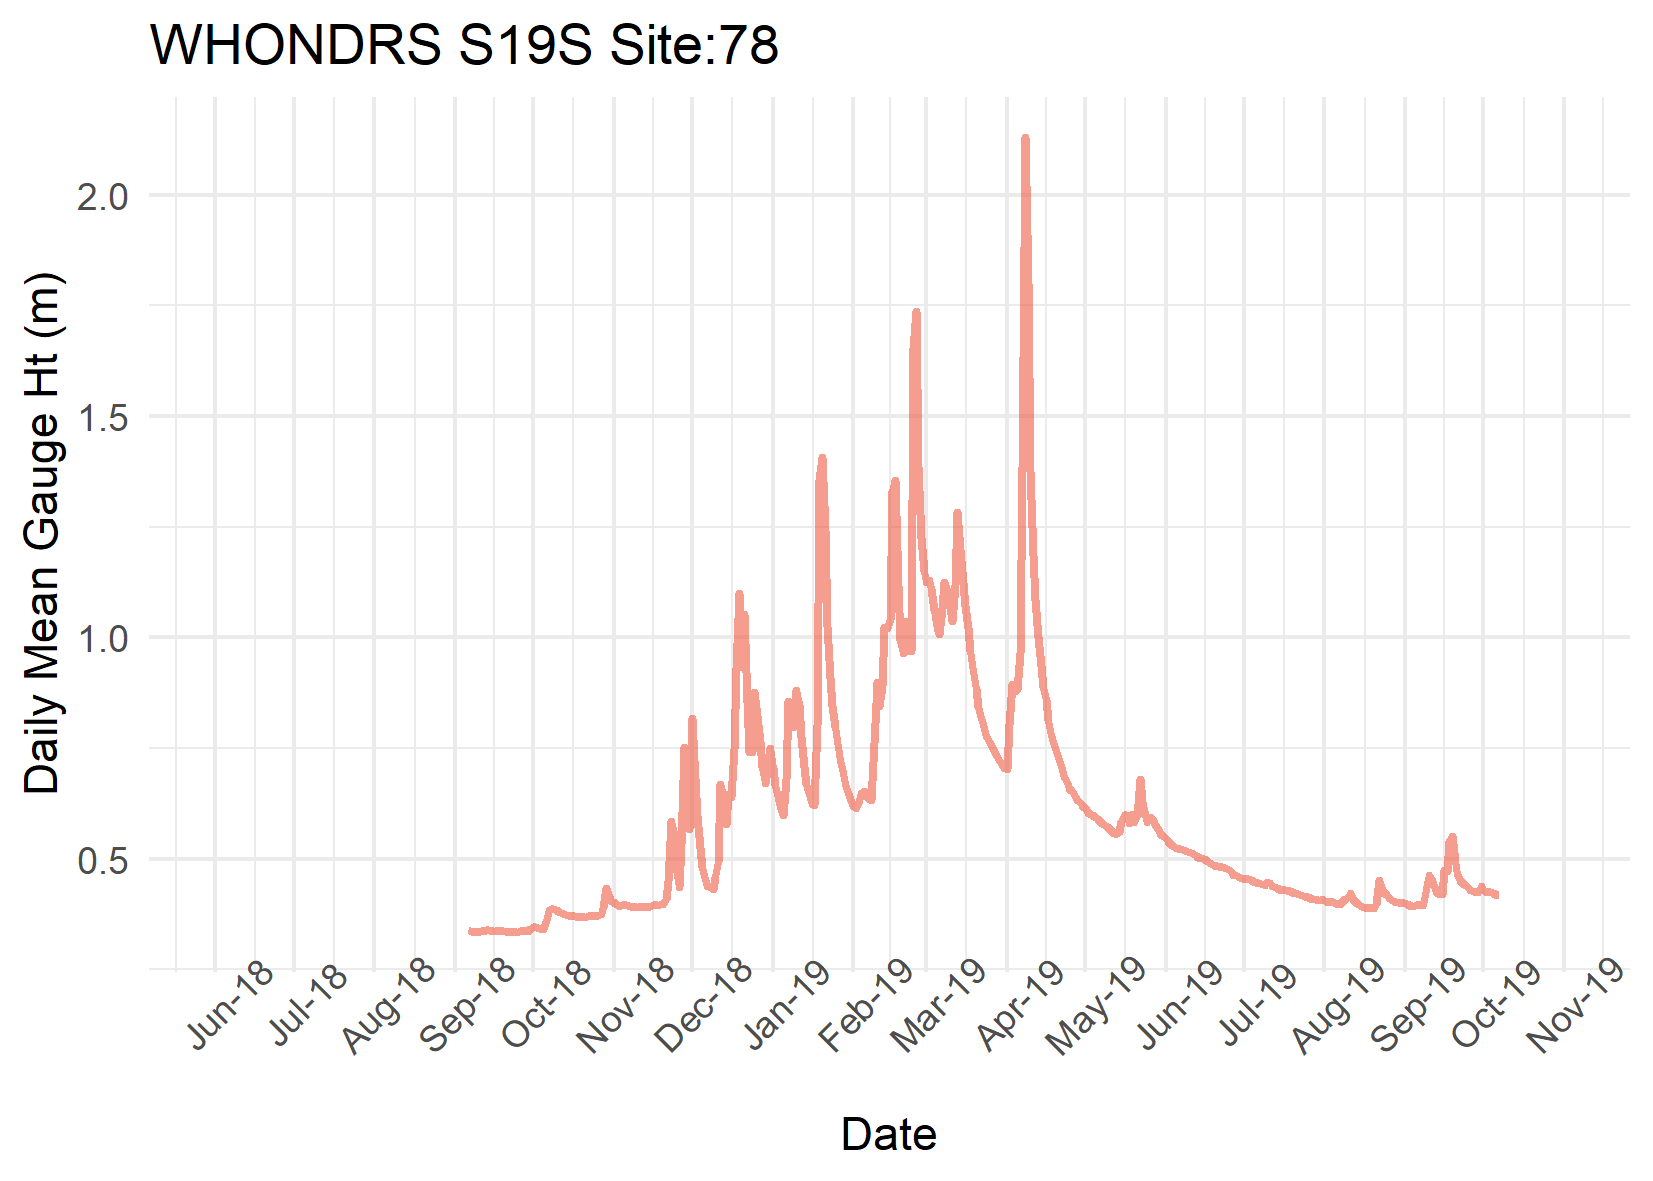 WHONDRS S19S Site:78
Daily Mean Gauge Ht (m)
2.0
1.5
1.0
0.5
Jun-18
Jul-18
Aug-18
Sep-18
Oct-18
Nov-18
Dec-18
Jan-19
Feb-19
Mar-19
Apr-19
May-19
Jun-19
Jul-19
Aug-19
Sep-19
Oct-19
Nov-19
Date